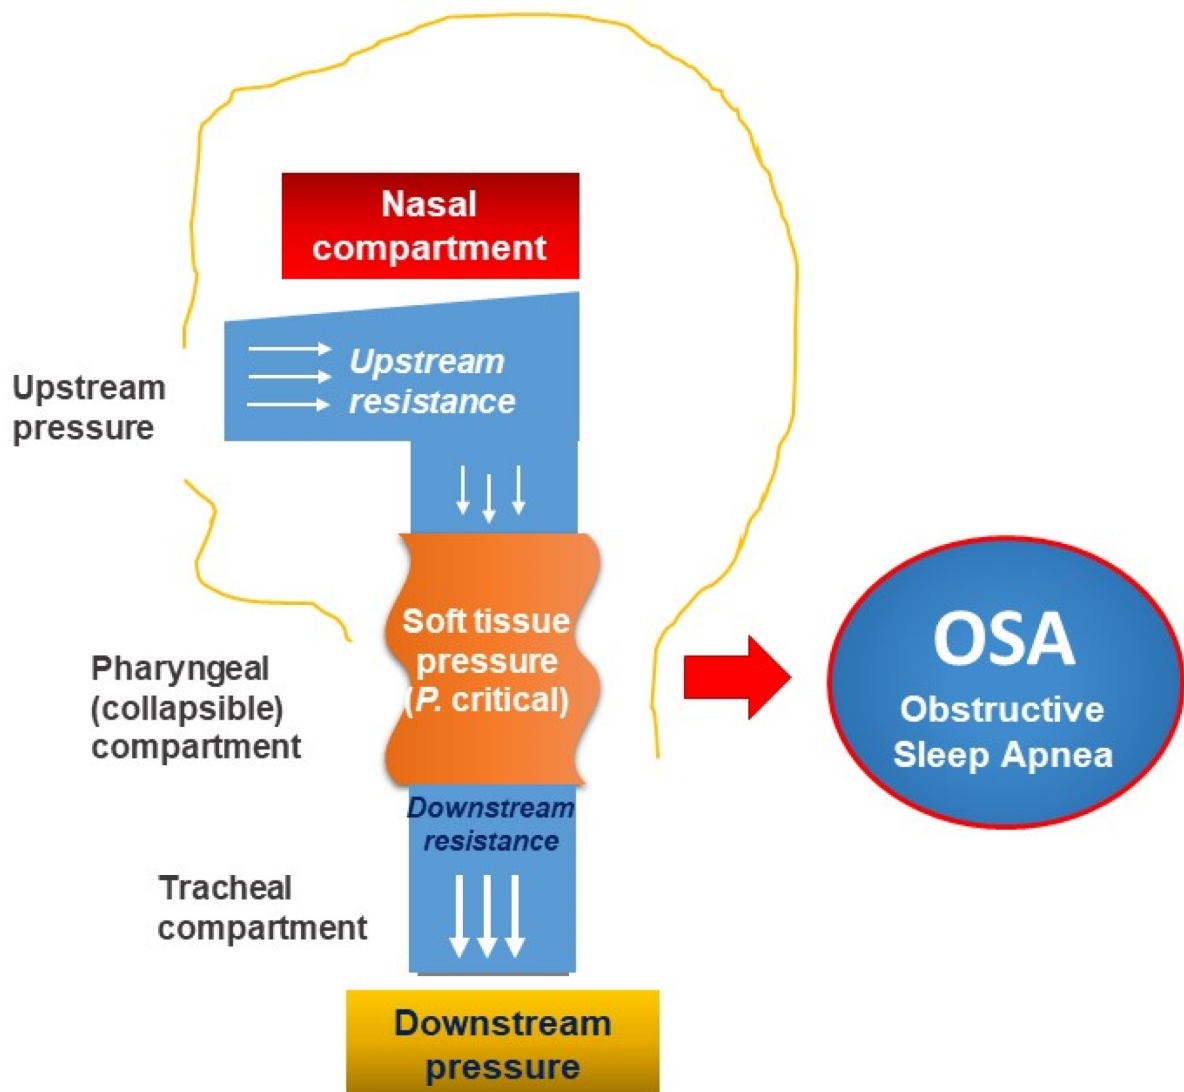 Nasal
compartment
Upstream
resistance
Upstream
pressure
Soft tissue
pressure
(P. critical)
Pharyngeal
(collapsible)
compartment
OSA
Obstructive
Sleep Apnea
Downstream
resistance
Tracheal
compartment
Downstream
pressure